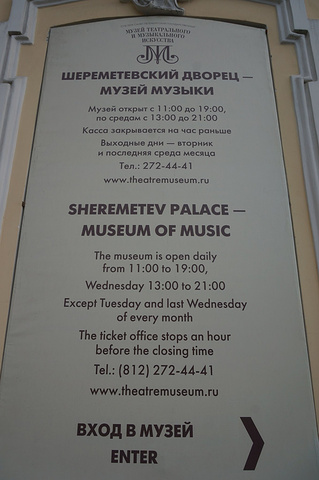 МУЗЕЙ ТЕАТРАЛЬНОГО
И МУЗЫКАЛЬНОГО
ИСКУССТВА
ШЕРЕМЕТЕВСКИЙ ДВОРЕЦ —
МУЗЕЙ МУЗЫКИ
Музей открыт с 11:00 до 19:00,
по средам с 13:00 до 21:00
Касса закрывается на час раньше
Выходные дни — вторник
и последняя среда месяца
Тел.: 272-44-41
www.theatremuseum.ru
SHEREMETEV PALACE —
MUSEUM OF MUSIC
The museum is open daily
from 11:00 to 19:00,
Wednesday 13:00 to 21:00
Except Tuesday and last Wednesday
of every month
The ticket office stops an hour
before the closing time
Tel.: (812) 272-44-41
www.theatremuseum.ru
ВХОД В МУЗЕЙ
ENTER